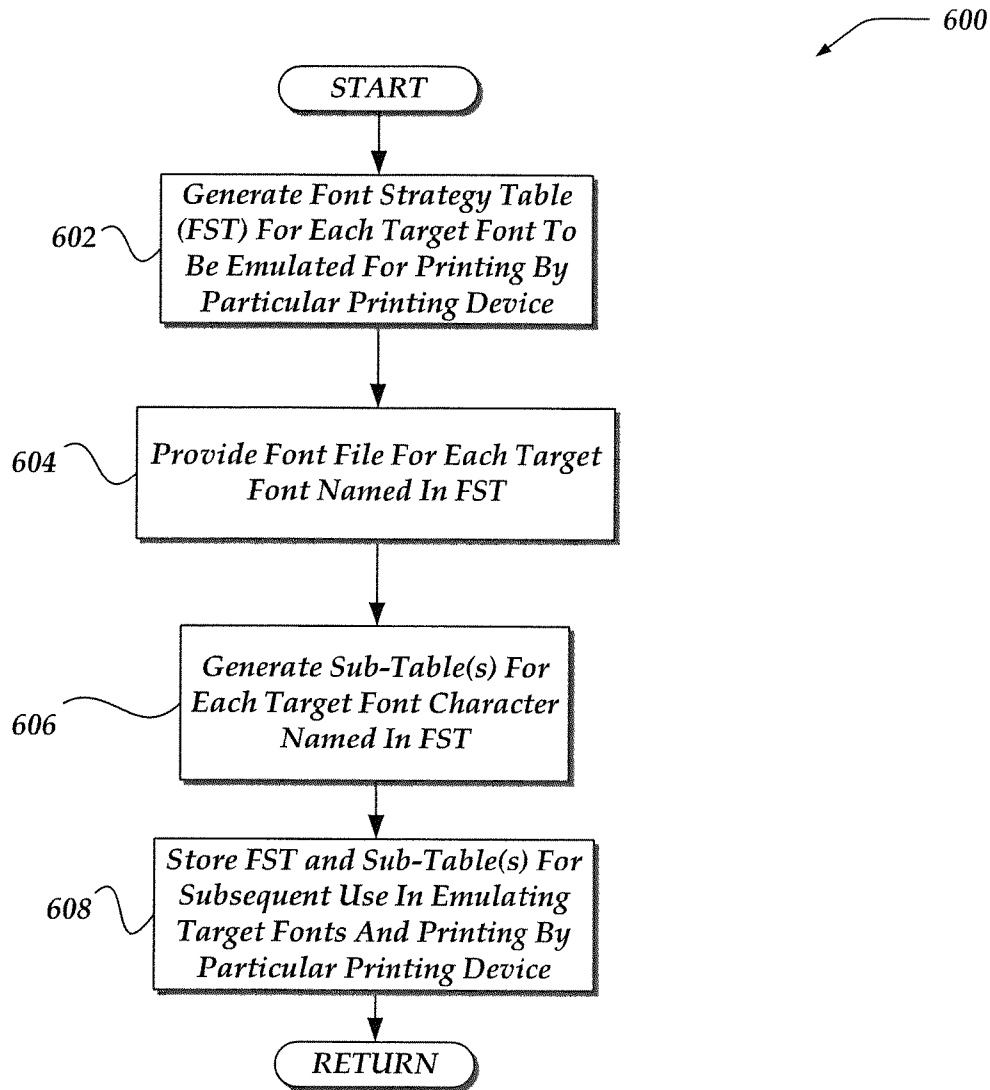 600
START
602
Generate Font Strategy Table
(FST) For Each Target Font To
Be Emulated For Printing By
Particular Printing Device
604
Provide Font File For Each Target
Font Named In FST
606
Generate Sub-Table(s) For
Each Target Font Character
Named In FST
608
Store FST and Sub-Table(s) For
Subsequent Use In Emulating
Target Fonts And Printing By
Particular Printing Device
RETURN